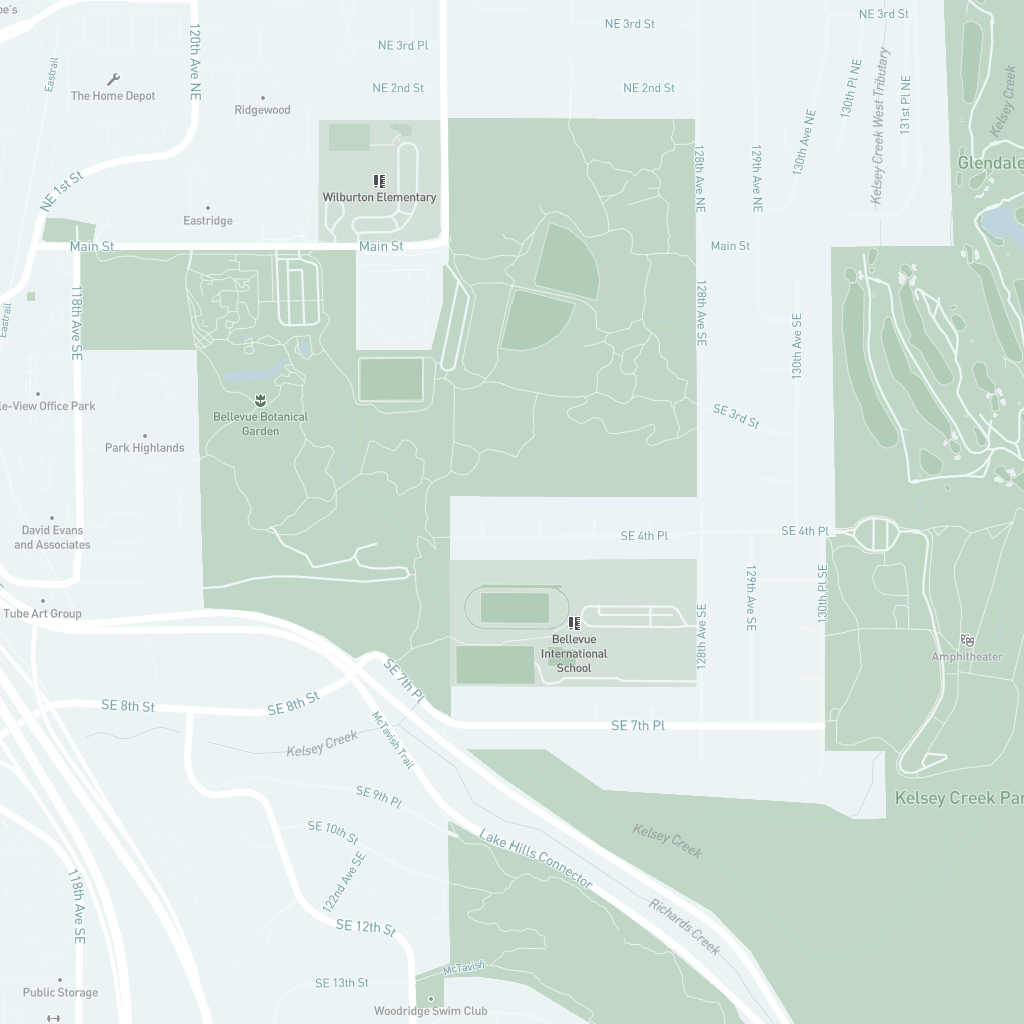 oe's
NE 3rd St
NE 3rd St
NE 3rd Pl
120th Ave NE
Eastrail
The Home Depot
Ridgewood
NE 2nd St
NE 2nd St
130th Pl NE
Kelsey Creek West Tributary
131st Pl NE
Kelsey Creek
130th Ave NE
128th Ave NE
129th Ave NE
Glendale
NE 1st St
Wilburton Elementary
Eastridge
Main St
Main St
Main St
Eastrail
118th Ave SE
128th Ave SE
130th Ave SE
le-View Office Park
Bellevue Botanical
Garden
SE 3rd St
Park Highlands
David Evans
and Associates
SE 4th Pl
SE 4th Pl
129th Ave SE
130th Pl SE
Tube Art Group
128th Ave SE
Bellevue
International
School
Amphitheater
SE 7th Pl
SE 8th St
SE 8th St
McTavish Trail
SE 7th Pl
Kelsey Creek
SE 9th Pl
Kelsey Creek Par
SE 10th St
Kelsey Creek
Lake Hills Connector
122nd Ave SE
118th Ave SE
SE 12th St
Richards Creek
McTavish
SE 13th St
Public Storage
Woodridge Swim Club